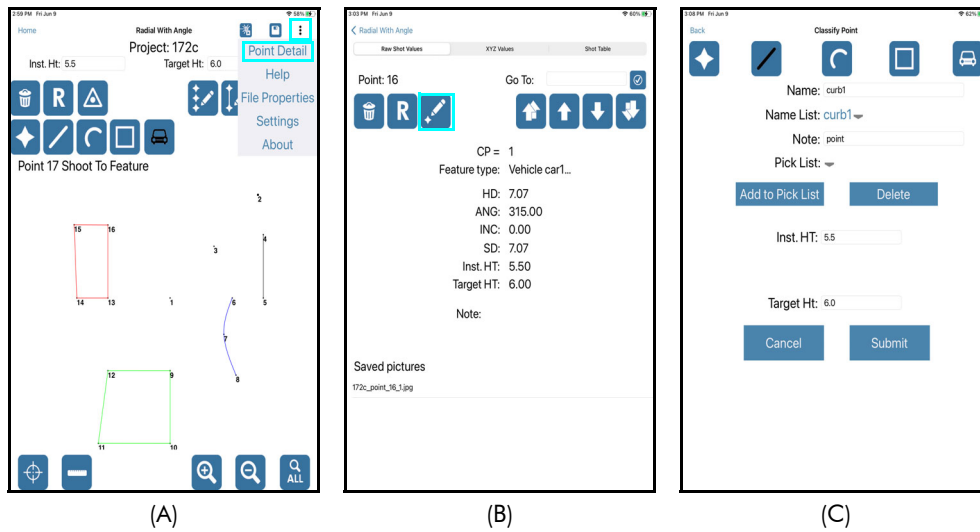 2:59 PM Fri Jun 9
58%
Home
Radial With Angle
Project: 172c
Inst. Ht: 5.5
Target Ht: 6.0
Point Detail
Help
File Properties
Settings
About
R
Point 17 Shoot To Feature
2
15
16
4
3
14
13
1
6
5
7
12
9
8
11
10
ALL
(A)
3:03 PM Fri Jun 9
60%
Radial With Angle
Raw Shot Values
XYZ Values
Shot Table
Point: 16
Go To:
R
CP = 1
Feature type: Vehicle car1...
HD: 7.07
ANG: 315.00
INC: 0.00
SD: 7.07
Inst. HT: 5.50
Target HT: 6.00
Note:
Saved pictures
172c_point_16_1.jpg
(B)
3:08 PM Fri Jun 9
62%
Back
Classify Point
Name: curb1
Name List: curb1
Note: point
Pick List:
Add to Pick List
Delete
Inst. HT: 5.5
Target Ht: 6.0
Cancel
Submit
(C)